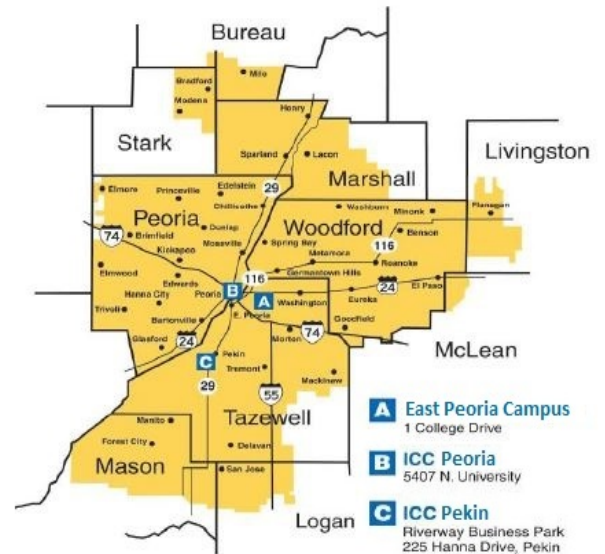 Bureau
Milo
Bradford
Modena
Henry
Stark
Sparland
Lacon
Livingston
Marshall
Elmore
Princeville
Edelstein
29
Chillicothe
Washburn
Minonk
Flanagan
Peoria
Woodford
74
Brimfield
Dunlap
Benson
116
Mossville
Spring Bay
Kickapoo
Metamora
Roanoke
Elmwood
Germantown Hills
116
24
El Paso
Edwards
Peoria
B
A
Washington
Eureka
Hanna City
E. Peoria
Trivoli
Bartonville
Goodfield
74
Glasford
24
Morton
McLean
C
Pekin
Tremont
29
55
Mackinaw
A
East Peoria Campus
1 College Drive
Tazewell
Manito
Forest City
Delavan
B
ICC Peoria
5407 N. University
Mason
San Jose
C
ICC Pekin
Riverway Business Park
225 Hanna Drive, Pekin
Logan